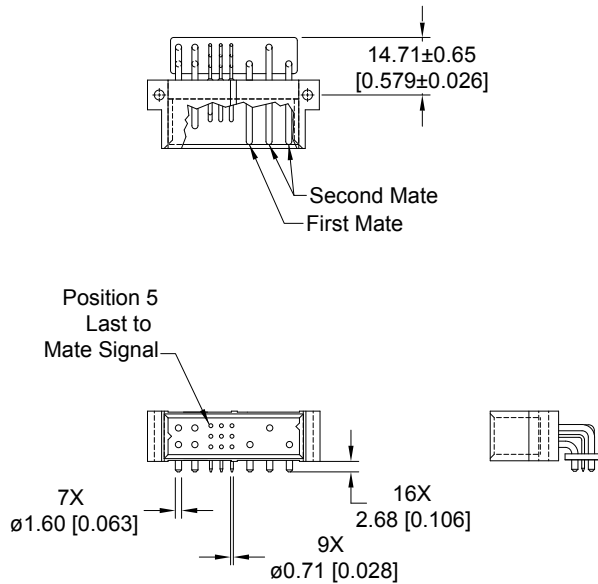 14.71±0.65
[0.579±0.026]
Second Mate
First Mate
Position 5
Last to
Mate Signal
7X
ø1.60 [0.063]
16X
2.68 [0.106]
9X
ø0.71 [0.028]